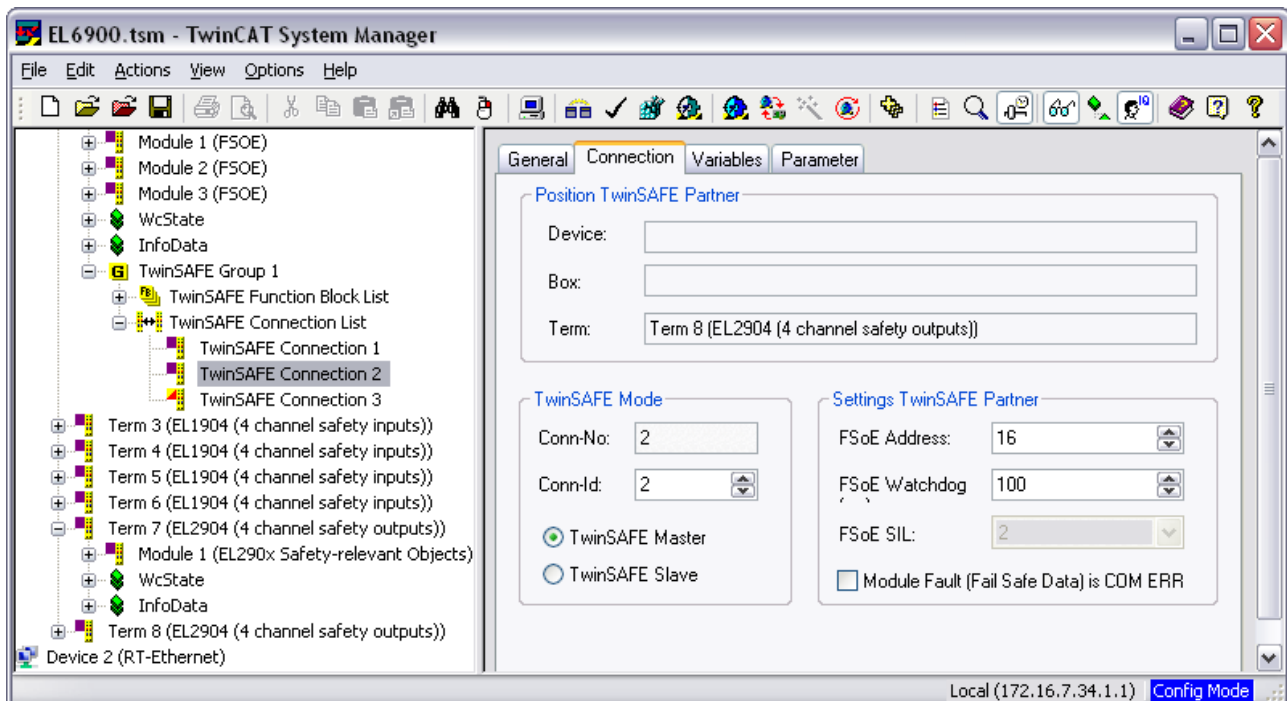 EL6900.tsm - TwinCAT System Manager
File Edit Actions View Options Help
Module 1 (FSOE)
Module 2 (FSOE)
Module 3 (FSOE)
WcState
InfoData
G TwinSAFE Group 1
FB TwinSAFE Function Block List
TwinSAFE Connection List
TwinSAFE Connection 1
TwinSAFE Connection 2
TwinSAFE Connection 3
Term 3 (EL1904 (4 channel safety inputs))
Term 4 (EL1904 (4 channel safety inputs))
Term 5 (EL1904 (4 channel safety inputs))
Term 6 (EL1904 (4 channel safety inputs))
Term 7 (EL2904 (4 channel safety outputs))
Module 1 (EL290x Safety-relevant Objects)
WcState
InfoData
Term 8 (EL2904 (4 channel safety outputs))
Device 2 (RT-Ethernet)
General Connection Variables Parameter
Position TwinSAFE Partner
Device:
Box:
Term: Term 8 (EL2904 (4 channel safety outputs))
TwinSAFE Mode
Conn-No: 2
Conn-Id: 2
TwinSAFE Master
TwinSAFE Slave
Settings TwinSAFE Partner
FSoE Address: 16
FSoE Watchdog 100
FSoE SIL: 2
Module Fault (Fail Safe Data) is COM ERR
Local (172.16.7.34.1.1) Config Mode